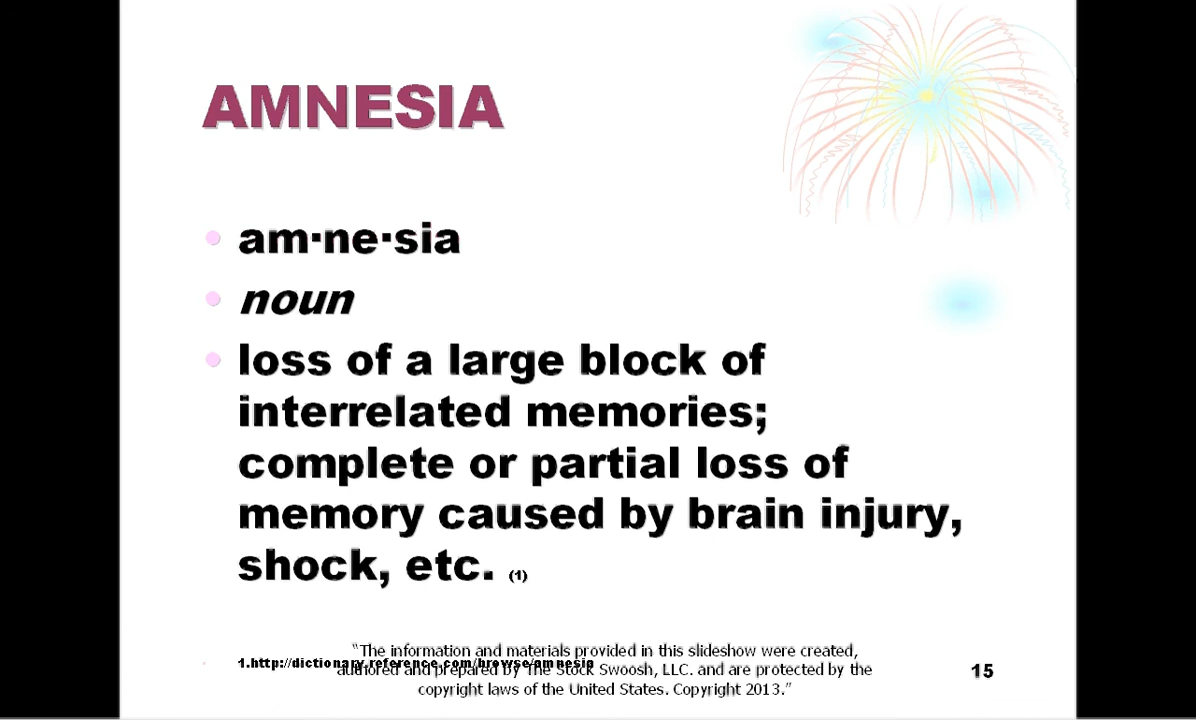 AMNESIA
• am·ne·sia
• noun
• loss of a large block of
interrelated memories;
complete or partial loss of
memory caused by brain injury,
shock, etc. (1)
"The information and materials provided in this slideshow were created,
1.http://dictionary.reference.com/browse/amnesia
authored and prepared by The Stock Swoosh, LLC. and are protected by the
15
copyright laws of the United States. Copyright 2013."